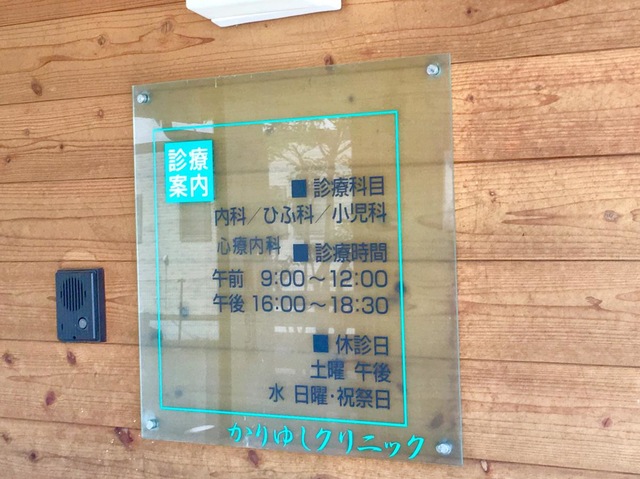 診療
案内
■ 診療科目
内科／ひふ科／小児科
心療内科
■ 診療時間
午前 9:00～12:00
午後 16:00～18:30
■ 休診日
土曜 午後
水 日曜・祝祭日
かりゆしクリニック